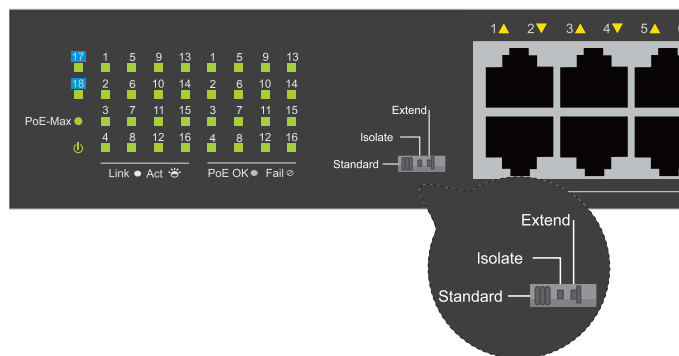 1 2 3 4 5
17 1 5 9 13 1 5 9 13
18 2 6 10 14 2 6 10 14
PoE-Max 3 7 11 15 3 7 11 15
4 8 12 16 4 8 12 16
Link Act PoE OK Fail
Extend
Isolate
Standard
Extend
Isolate
Standard